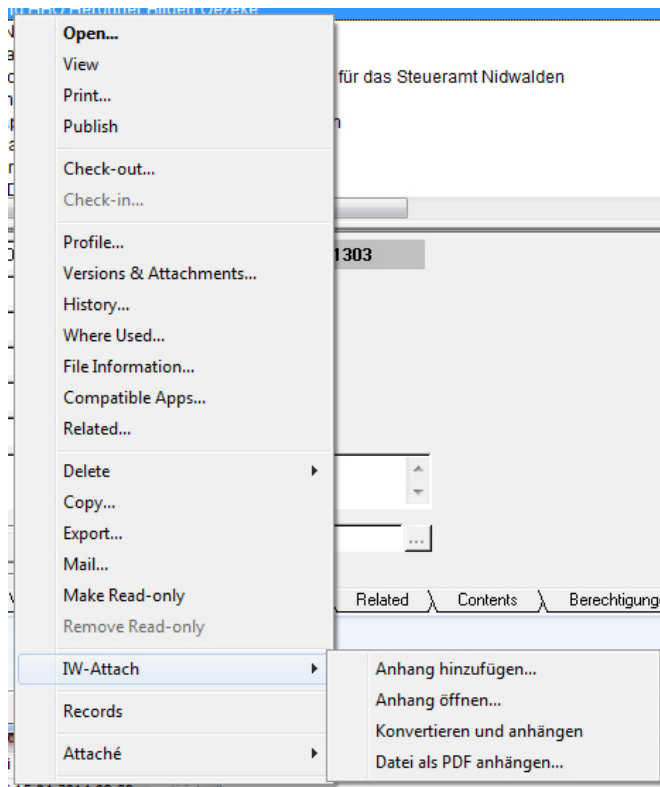 Open...
View
für das Steueramt Nidwalden
Print...
Publish
Check-out...
Check-in...
Profile...
1303
Versions & Attachments...
History...
Where Used...
File Information...
Compatible Apps...
Related...
Delete
Copy...
Export...
Mail...
Make Read-only
Related Contents Berechtigung
Remove Read-only
IW-Attach
Anhang hinzufügen...
Anhang öffnen...
Records
Konvertieren und anhängen
Attaché
Datei als PDF anhängen...